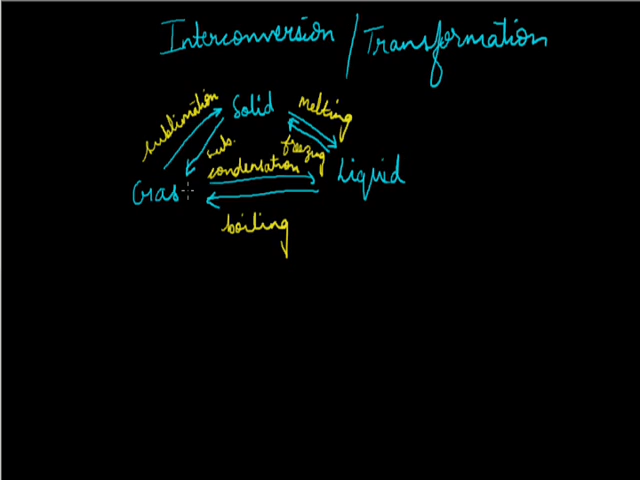 Interconversion / Transformation
sublimation
Solid
Melting
sub.
freezing
condensation
Liquid
Gas
boiling